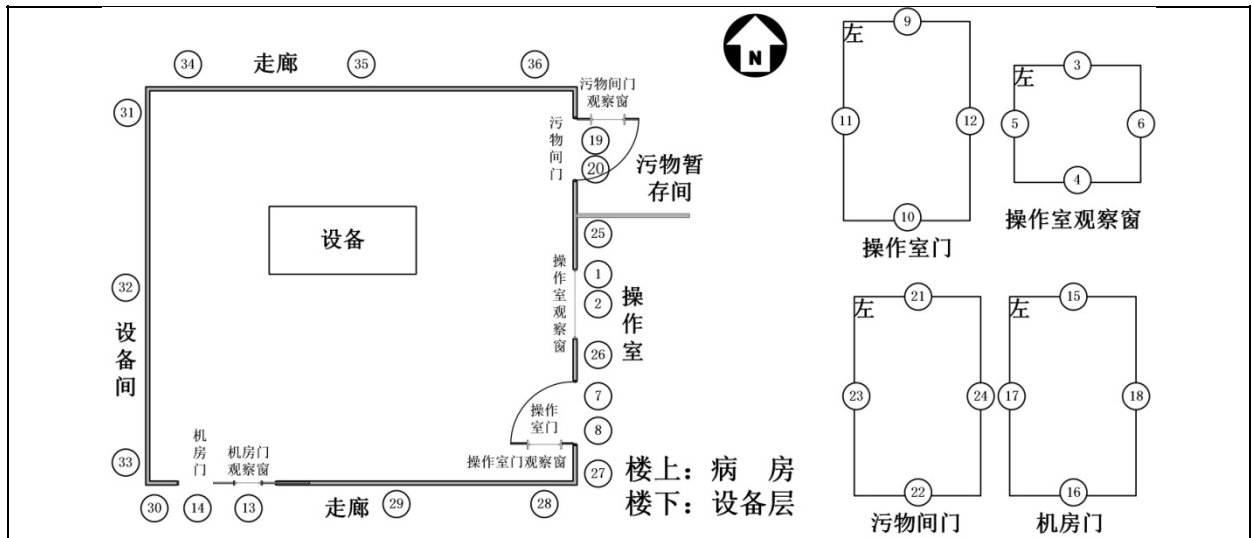 34
走廊
35
36
N
9
左
3
左
31
污物间门
观察窗
污物间门
19
20
污物暂
存间
11
12
5
6
4
10
操作室门
操作室观察窗
设备
25
32
设备间
操作室观察窗
1
2
操作室
26
21
左
15
左
7
23
24
17
18
操作
室门
8
机房门
机房门
观察窗
33
操作室门观察窗
27
楼上：病 房
楼下：设备层
30
14
13
走廊
29
28
22
16
污物间门
机房门